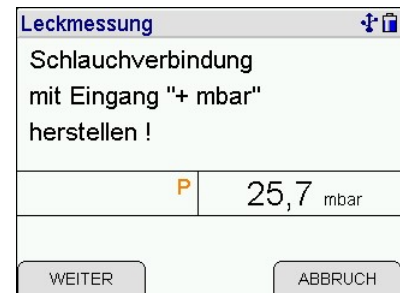 Leckmessung
Schlauchverbindung
mit Eingang "+ mbar"
herstellen !
P 25,7 mbar
WEITER ABBRUCH